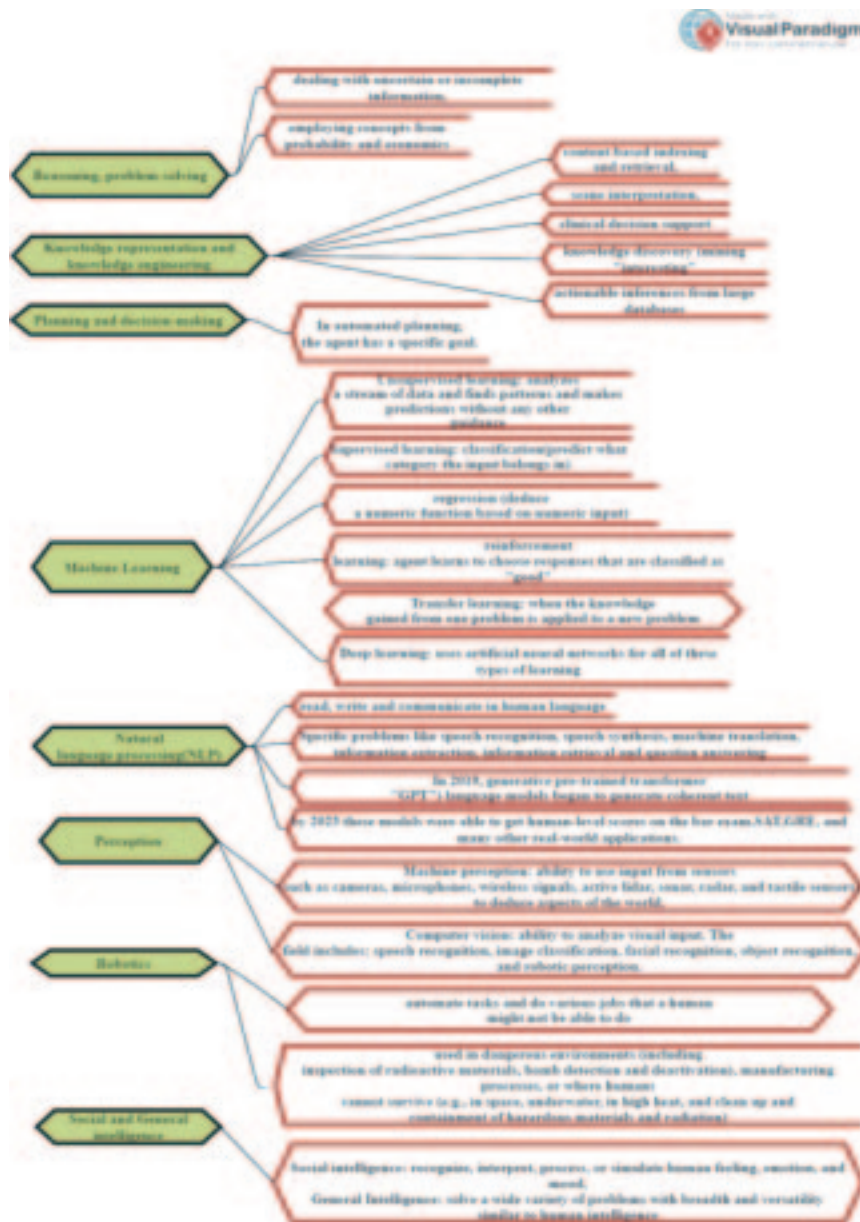 Visual Paradigm
dealing with uncertain or incomplete
information,
employing concepts from
probability and economics
Reasoning, problem-solving
content-based indexing
and retrieval,
scene interpretation,
clinical decision support
knowledge discovery (mining
"interesting"
actionable inferences from large
databases
Knowledge representation and
knowledge engineering
Planning and decision-making
In automated planning,
the agent has a specific goal.
Unsupervised learning: analyzes
a stream of data and finds patterns and makes
predictions without any other
guidance
Supervised learning: classification(predict what
category the input belongs in)
regression (deduce
a numeric function based on numeric input)
reinforcement
learning: agent learns to choose responses that are classified as
"good"
Machine Learning
Transfer learning: when the knowledge
gained from one problem is applied to a new problem
Deep learning: uses artificial neural networks for all of these
types of learning
read, write and communicate in human language
Natural
language processing(NLP)
Specific problems like speech recognition, speech synthesis, machine translation,
information extraction, information retrieval and question answering
In 2019, generative pre-trained transformer
"GPT") language models began to generate coherent text
by 2023 these models were able to get human-level scores on the bar exam,SAT,GRE, and
many other real-world applications.
Perception
Machine perception: ability to use input from sensors
such as cameras, microphones, wireless signals, active lidar, sonar, radar, and tactile sensors
to deduce aspects of the world.
Computer vision: ability to analyze visual input. The
field includes; speech recognition, image classification, facial recognition, object recognition,
and robotic perception.
Robotics
automate tasks and do various jobs that a human
might not be able to do
used in dangerous environments (including
inspection of radioactive materials, bomb detection and deactivation), manufacturing
processes, or where humans
cannot survive (e.g., in space, underwater, in high heat, and clean up and
containment of hazardous materials and radiation)
Social and General
intelligence
Social intelligence: recognize, interpret, process, or simulate human feeling, emotion, and
mood.
General Intelligence: solve a wide variety of problems with breadth and versatility
similar to human intelligence